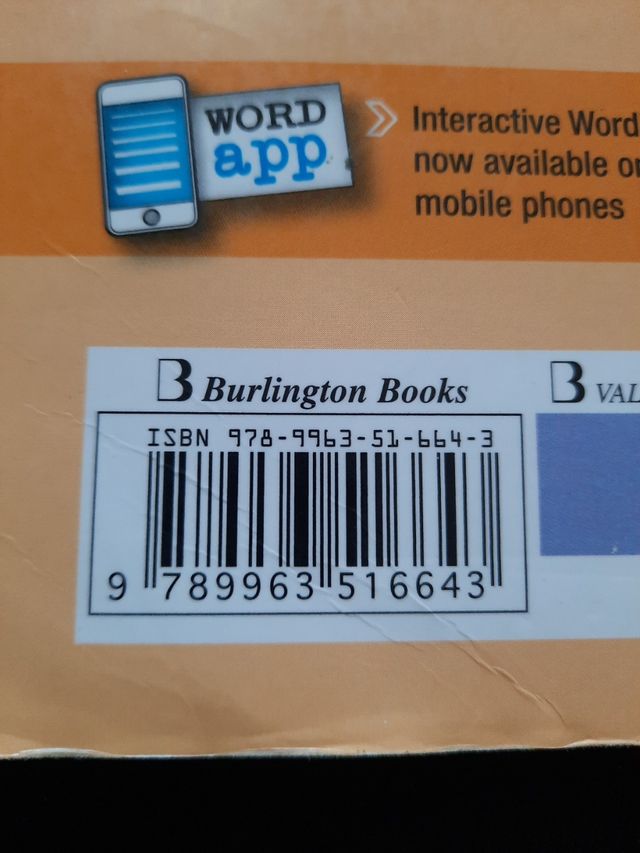 WORD
app
Interactive Word
now available
mobile phones
B Burlington Books
B VAL
ISBN 978-9963-51-664-3
9 789963 516643